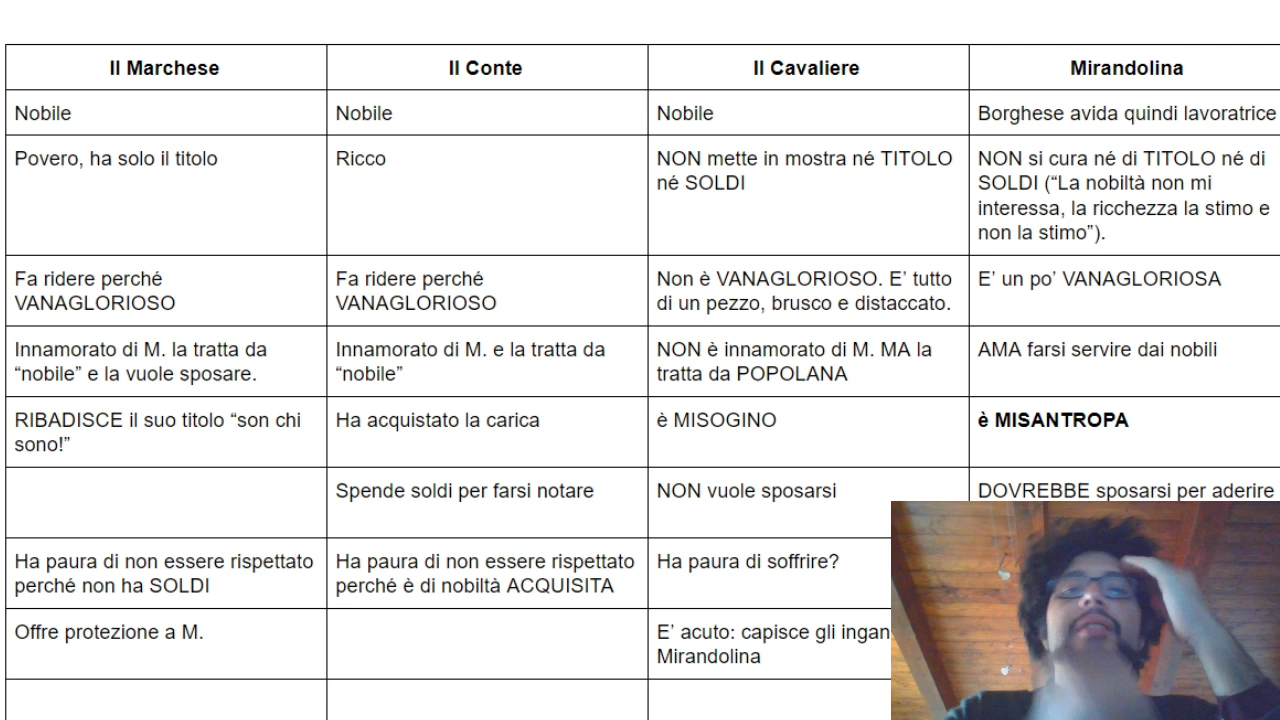 Il Marchese
Il Conte
Il Cavaliere
Mirandolina
Nobile
Nobile
Nobile
Borghese avida quindi lavoratrice
Povero, ha solo il titolo
Ricco
NON mette in mostra né TITOLO
né SOLDI
NON si cura né di TITOLO né di
SOLDI (“La nobiltà non mi
interessa, la ricchezza la stimo e
non la stimo”).
Fa ridere perché
VANAGLORIOSO
Fa ridere perché
VANAGLORIOSO
Non è VANAGLORIOSO. E’ tutto
di un pezzo, brusco e distaccato.
E’ un po’ VANAGLORIOSA
Innamorato di M. la tratta da
“nobile” e la vuole sposare.
Innamorato di M. e la tratta da
“nobile”
NON è innamorato di M. MA la
tratta da POPOLANA
AMA farsi servire dai nobili
RIBADISCE il suo titolo “son chi
sono!”
Ha acquistato la carica
è MISOGINO
è MISANTROPA
Spende soldi per farsi notare
NON vuole sposarsi
DOVREBBE sposarsi per aderire
Ha paura di non essere rispettato
perché non ha SOLDI
Ha paura di non essere rispettato
perché è di nobiltà ACQUISITA
Ha paura di soffrire?
Offre protezione a M.
E’ acuto: capisce gli ingan
Mirandolina